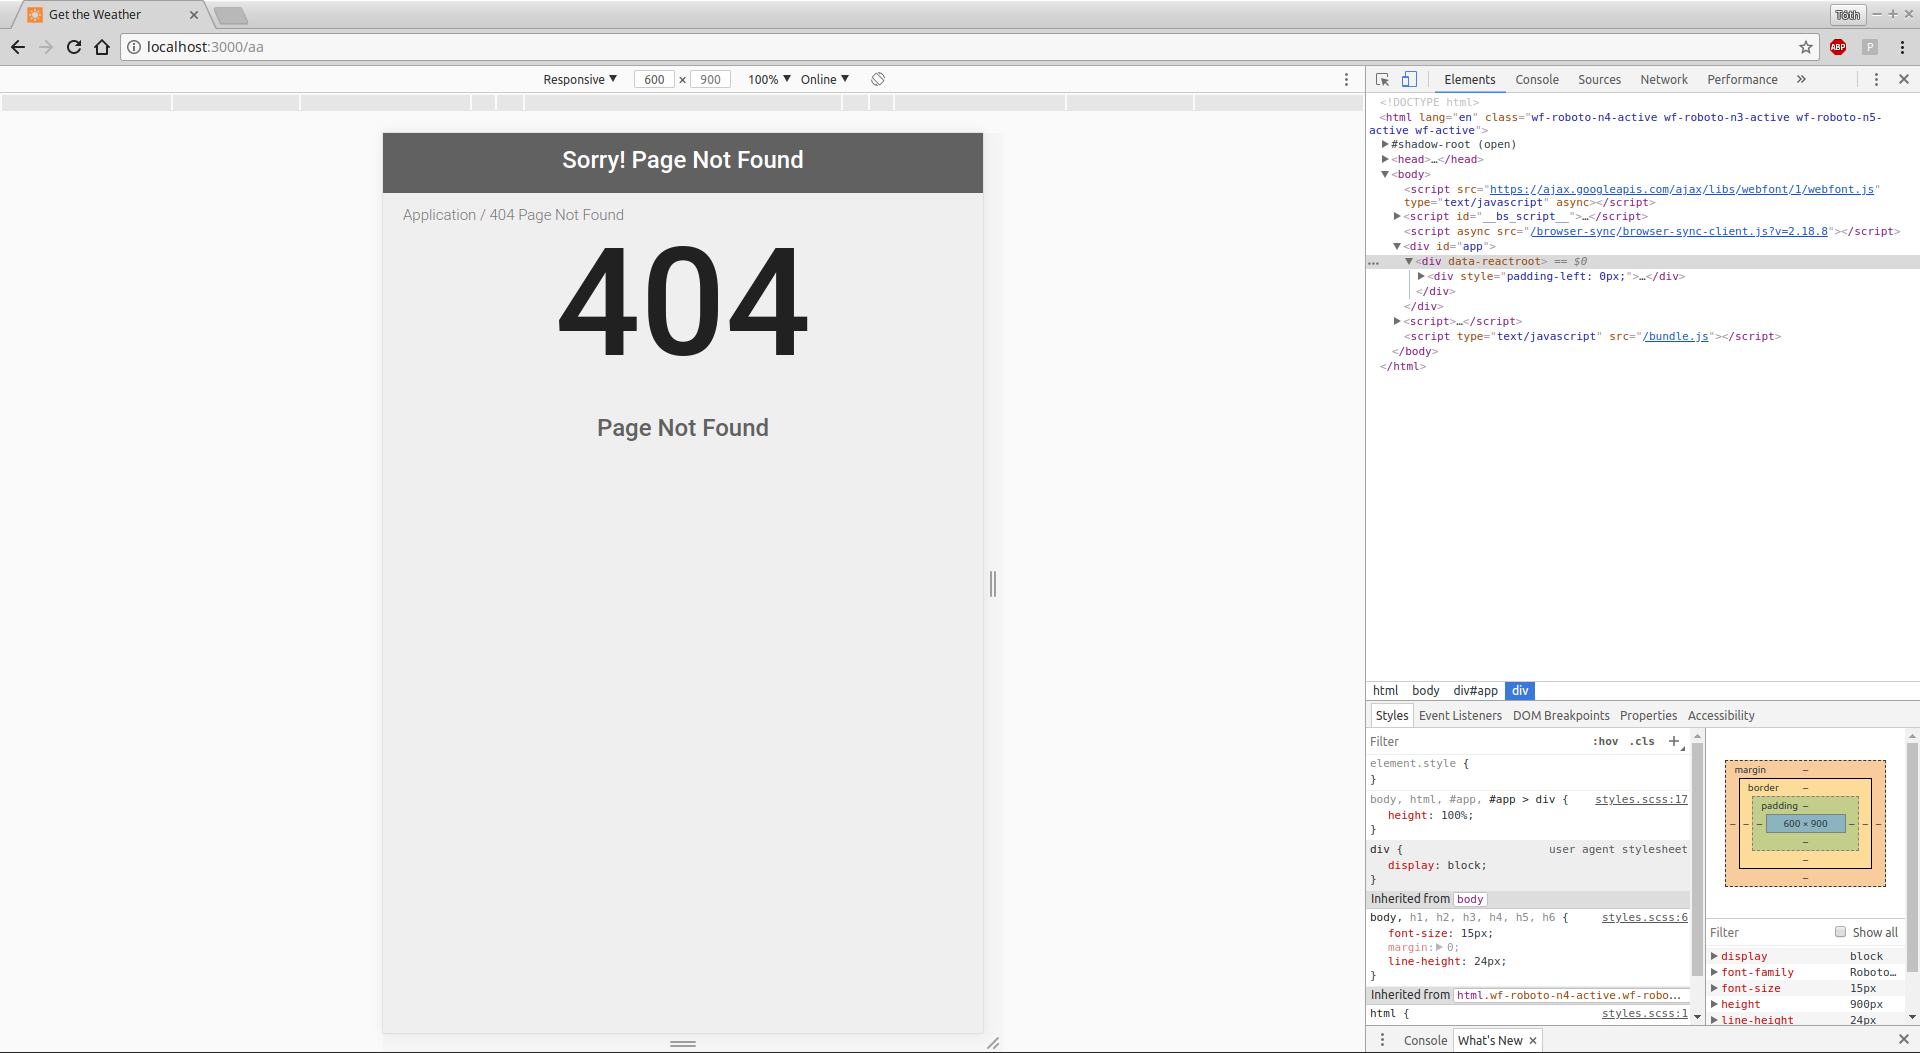 Get the Weather
Tóth
localhost:3000/aa
ABP
P
Responsive
600 × 900
100%
Online
Elements Console Sources Network Performance »
Sorry! Page Not Found
Application / 404 Page Not Found
404
Page Not Found
<!DOCTYPE html>
<html lang="en" class="wf-roboto-n4-active wf-roboto-n3-active wf-roboto-n5-
active wf-active">
#shadow-root (open)
<head>…</head>
<body>
<script src="https://ajax.googleapis.com/ajax/libs/webfont/1/webfont.js"
type="text/javascript" async></script>
<script id="__bs_script__">…</script>
<script async src="/browser-sync/browser-sync-client.js?v=2.18.8"></script>
<div id="app">
… <div data-reactroot> == $0
<div style="padding-left: 0px;">…</div>
</div>
</div>
<script>…</script>
<script type="text/javascript" src="/bundle.js"></script>
</body>
</html>
html body div#app div
Styles Event Listeners DOM Breakpoints Properties Accessibility
Filter :hov .cls +
element.style {
}
body, html, #app, #app > div { styles.scss:17
height: 100%;
}
div { user agent stylesheet
display: block;
}
Inherited from body
body, h1, h2, h3, h4, h5, h6 { styles.scss:6
font-size: 15px;
margin: 0;
line-height: 24px;
}
Inherited from html.wf-roboto-n4-active.wf-robo…
html { styles.scss:1
margin –
border –
padding –
– – – 600 × 900 – – –
–
–
–
Filter Show all
display block
font-family Roboto…
font-size 15px
height 900px
line-height 24px
Console What's New ×